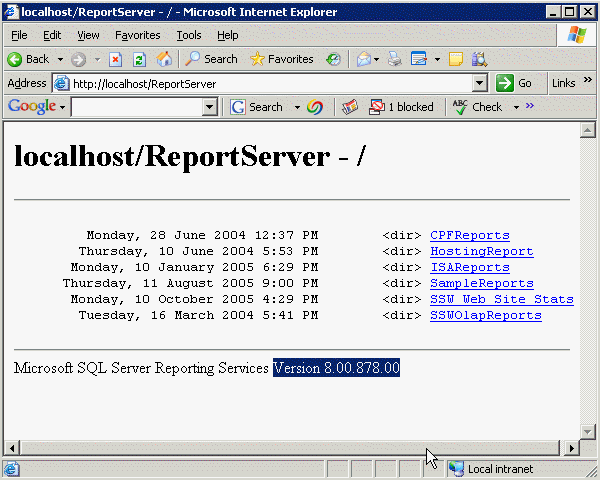 localhost/ReportServer - / - Microsoft Internet Explorer
File Edit View Favorites Tools Help
Back Search Favorites
Address http://localhost/ReportServer Go Links »
Google Search » 1 blocked ABC Check » »
localhost/ReportServer - /
Monday, 28 June 2004 12:37 PM <dir> CPFReports
Thursday, 10 June 2004 5:53 PM <dir> HostingReport
Monday, 10 January 2005 6:29 PM <dir> ISAReports
Thursday, 11 August 2005 9:00 PM <dir> SampleReports
Monday, 10 October 2005 4:29 PM <dir> SSW Web Site Stats
Tuesday, 16 March 2004 5:41 PM <dir> SSWOlapReports
Microsoft SQL Server Reporting Services Version 8.00.878.00
Local intranet